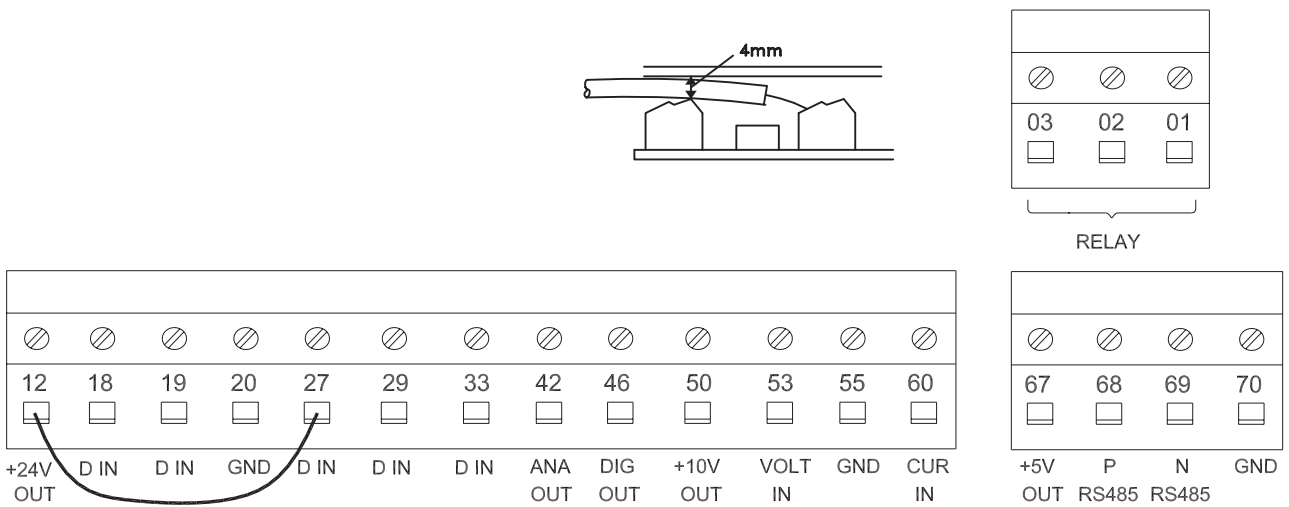 4mm
03 02 01
RELAY
12 18 19 20 27 29 33 42 46 50 53 55 60
+24V D IN D IN GND D IN D IN D IN ANA DIG +10V VOLT GND CUR
OUT OUT OUT OUT IN IN
67 68 69 70
+5V P N GND
OUT RS485 RS485